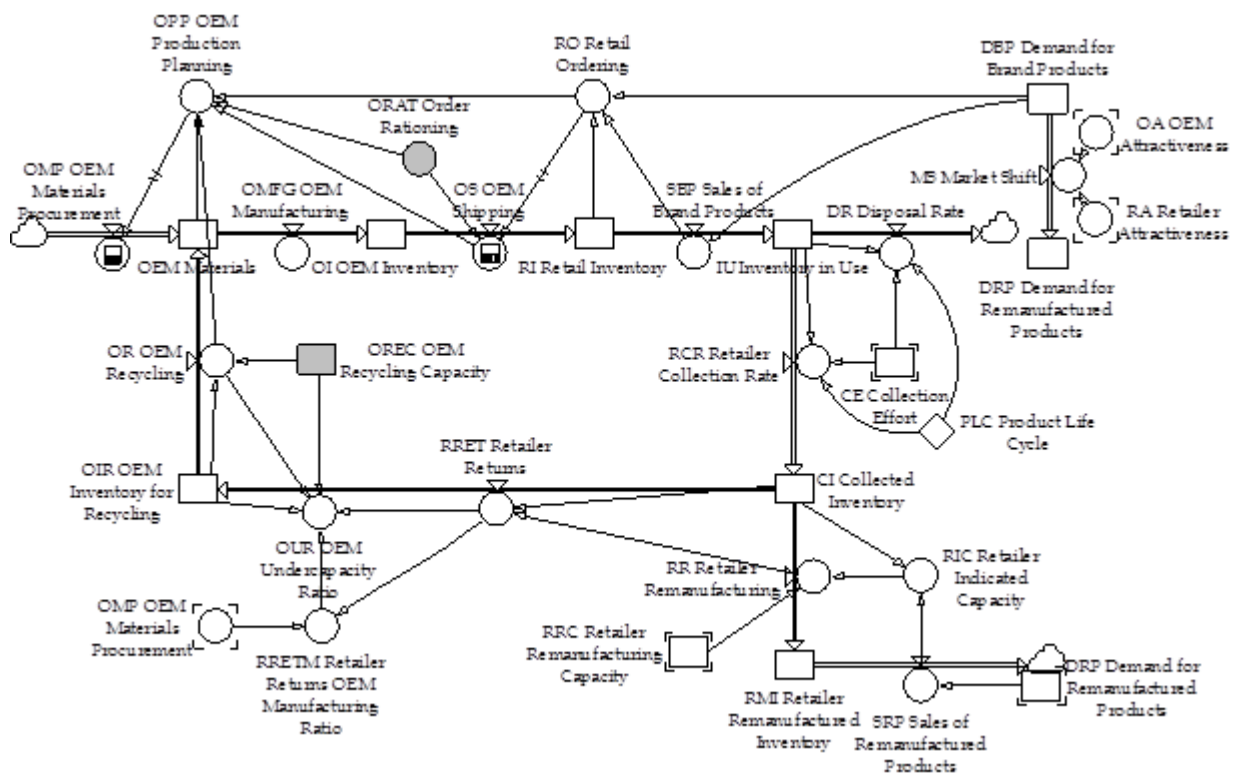 OPP OEM
Production
Planning
RO Retail
Ordering
DBP Demand for
Brand Products
ORAT Order
Rationing
OA OEM
Attractiveness
OMP OEM
Materials
Procurement
OMFG OEM
Manufacturing
OS OEM
Shipping
SBP Sales of
Brand Products
DR Disposal Rate
MS Market Shift
RA Retailer
Attractiveness
OEM Materials
OI OEM Inventory
RI Retail Inventory
IU Inventory in Use
DRP Demand for
Remanufactured
Products
OR OEM
Recycling
OREC OEM
Recycling Capacity
RCR Retailer
Collection Rate
CE Collection
Effort
PLC Product Life
Cycle
RRET Retailer
Returns
OIR OEM
Inventory for
Recycling
CI Collected
Inventory
OUR OEM
Undercapacity
Ratio
RR Retailer
Remanufacturing
RIC Retailer
Indicated
Capacity
OMP OEM
Materials
Procurement
RRC Retailer
Remanufacturing
Capacity
RRETM Retailer
Returns OEM
Manufacturing
Ratio
RMI Retailer
Remanufactured
Inventory
SRP Sales of
Remanufactured
Products
DRP Demand for
Remanufactured
Products